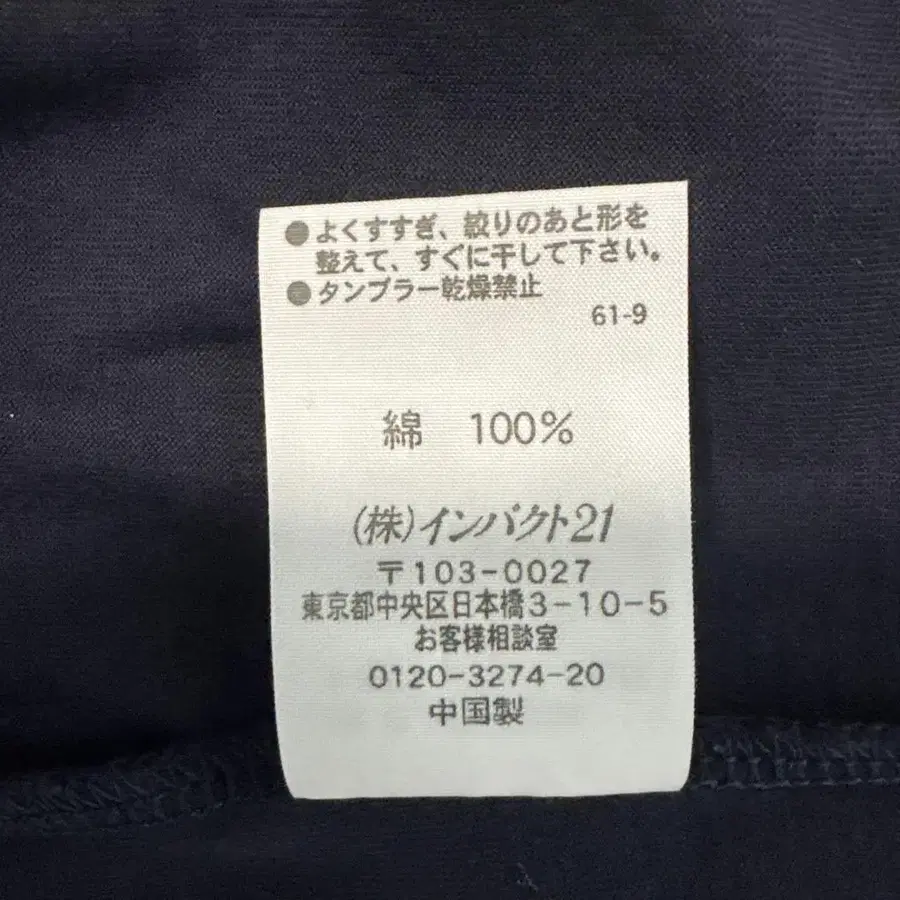 ●よくすすぎ、絞りのあと形を
整えて、すぐに干して下さい。
●タンブラー乾燥禁止
61-9
綿 100%
(株)インパクト21
〒103-0027
東京都中央区日本橋3-10-5
お客様相談室
0120-3274-20
中国製